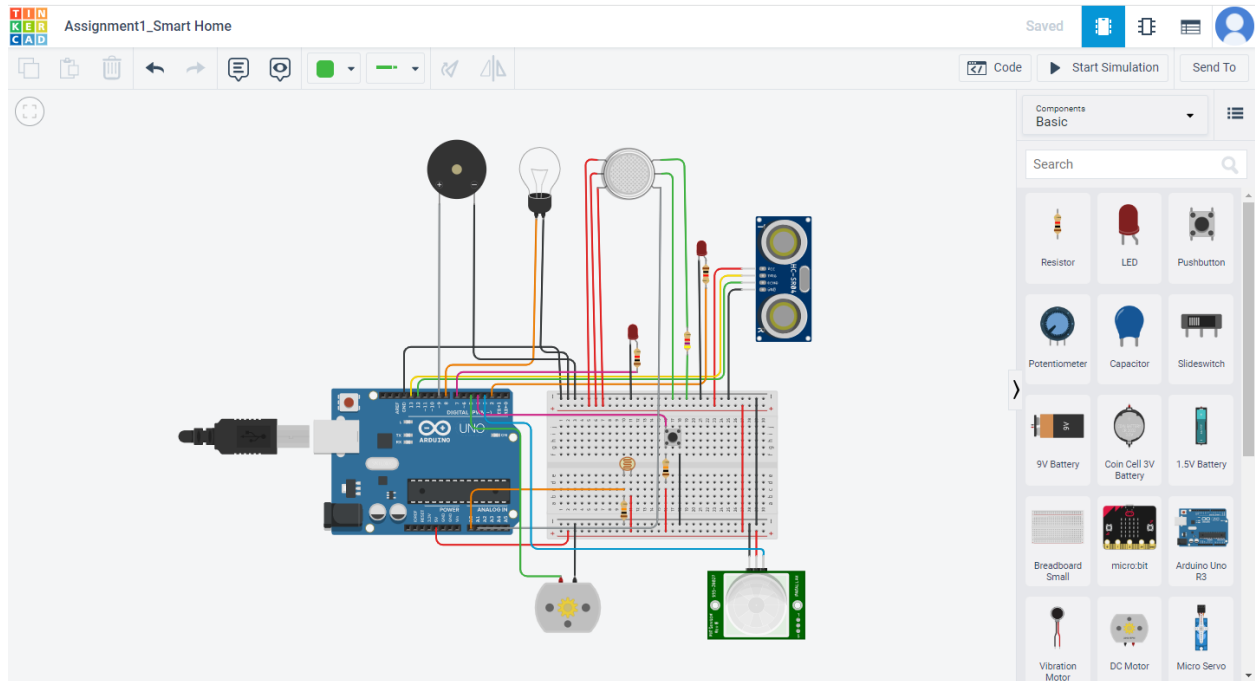 TIN
KER
CAD
Assignment1_Smart Home
Saved
Code
Start Simulation
Send To
Components
Basic
Search
Resistor
LED
Pushbutton
Potentiometer
Capacitor
Slideswitch
9V
9V Battery
Coin Cell 3V
Battery
1.5V Battery
Breadboard
Small
micro:bit
Arduino Uno
R3
Vibration
Motor
DC Motor
Micro Servo
HC-SR04
DIGITAL
UNO
ARDUINO
POWER
ANALOG IN